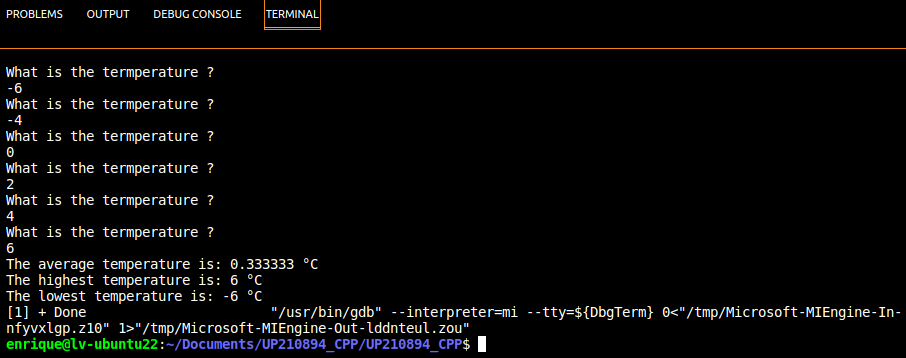 PROBLEMS OUTPUT DEBUG CONSOLE TERMINAL
What is the termperature ?
-6
What is the termperature ?
-4
What is the termperature ?
0
What is the termperature ?
2
What is the termperature ?
4
What is the termperature ?
6
The average temperature is: 0.333333 °C
The highest temperature is: 6 °C
The lowest temperature is: -6 °C
[1] + Done                       "/usr/bin/gdb" --interpreter=mi --tty=${DbgTerm} 0<"/tmp/Microsoft-MIEngine-In-
nfyvxlgp.z10" 1>"/tmp/Microsoft-MIEngine-Out-lddnteul.zou"
enrique@lv-ubuntu22:~/Documents/UP210894_CPP/UP210894_CPP$